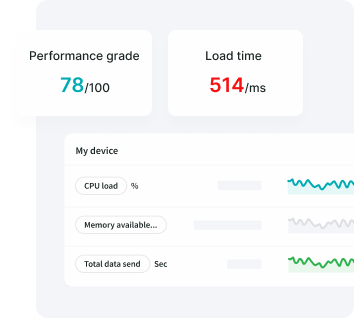 Performance grade
78/100
Load time
514/ms
My device
CPU load %
Memory available...
Total data send Sec